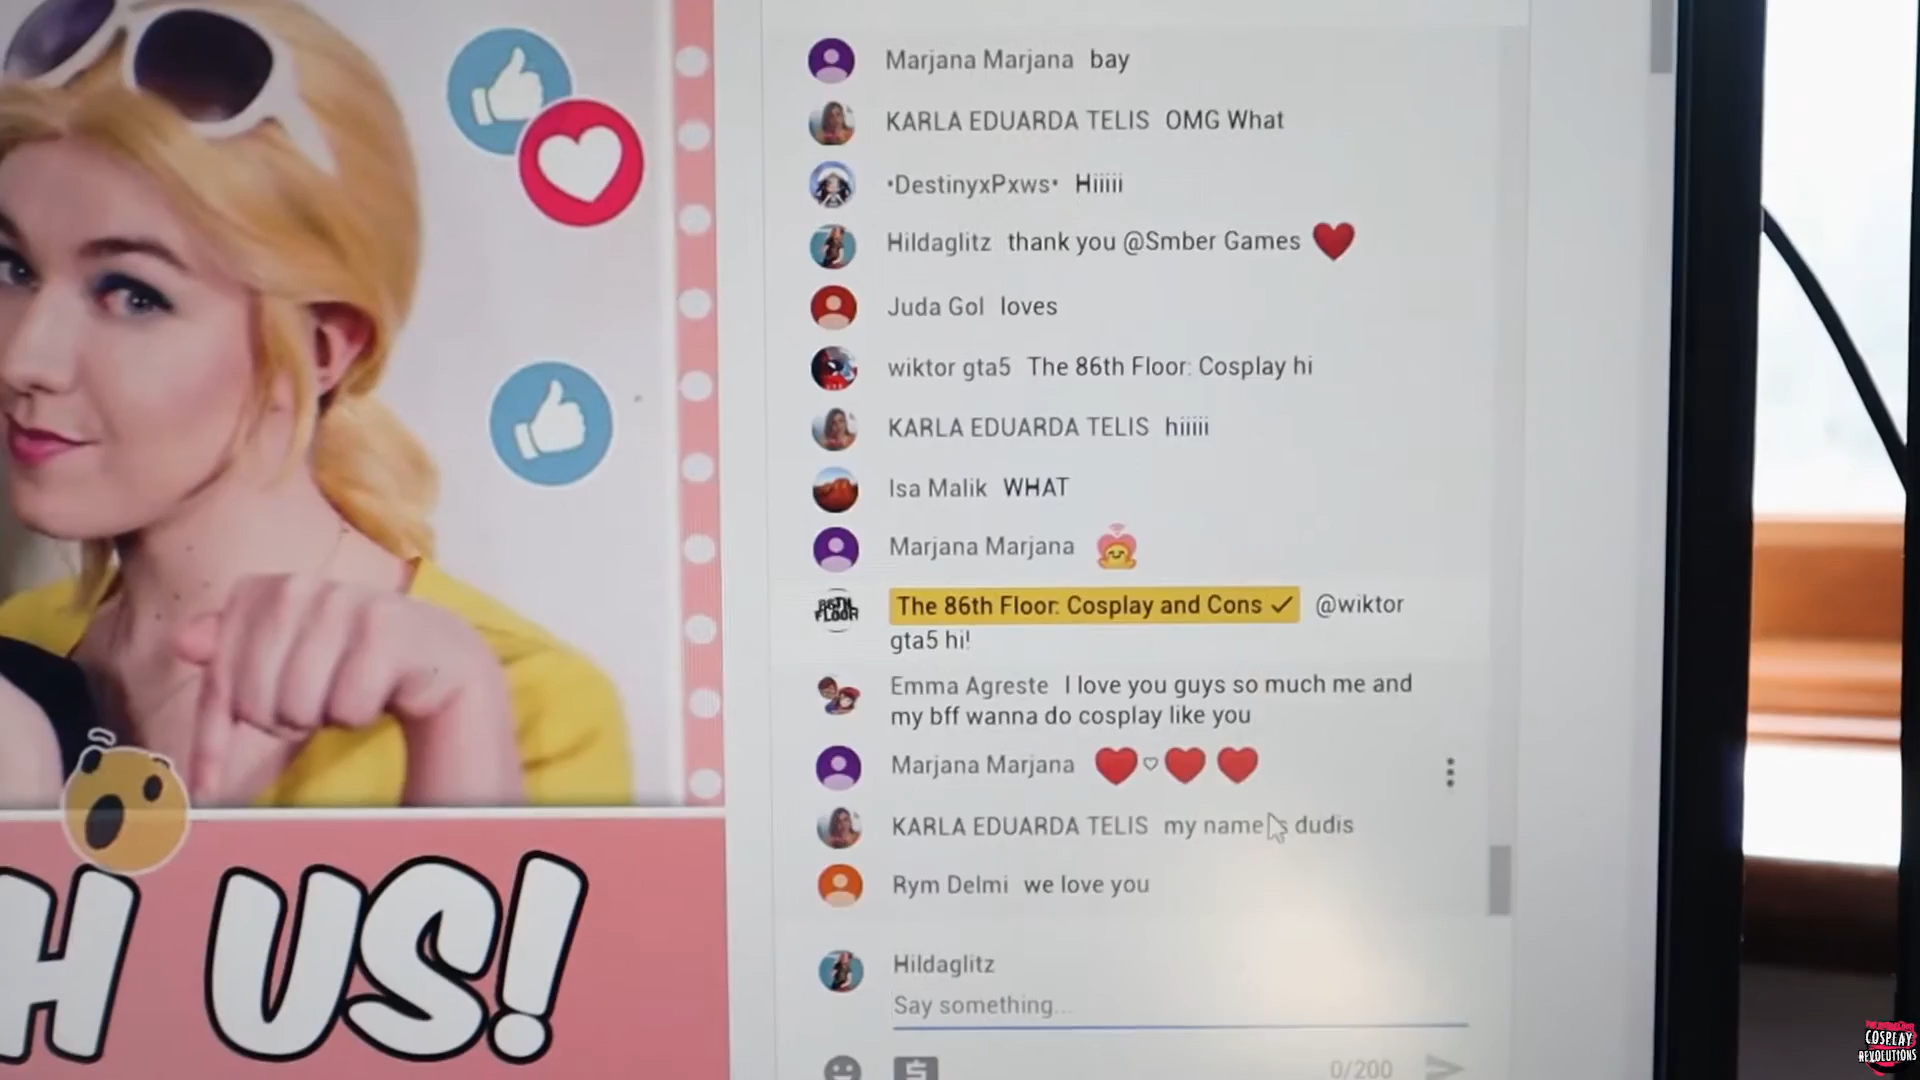 Marjana Marjana bay
KARLA EDUARDA TELIS OMG What
•DestinyxPxws• Hiiiii
Hildaglitz thank you @Smber Games
Juda Gol loves
wiktor gta5 The 86th Floor: Cosplay hi
KARLA EDUARDA TELIS hiiiii
Isa Malik WHAT
Marjana Marjana
86TH
FLOOR
The 86th Floor: Cosplay and Cons ✓ @wiktor
gta5 hi!
Emma Agreste I love you guys so much me and
my bff wanna do cosplay like you
Marjana Marjana
KARLA EDUARDA TELIS my name s dudis
Rym Delmi we love you
Hildaglitz
Say something...
0/200
H US!
COSPLAY
REVOLUTIONS